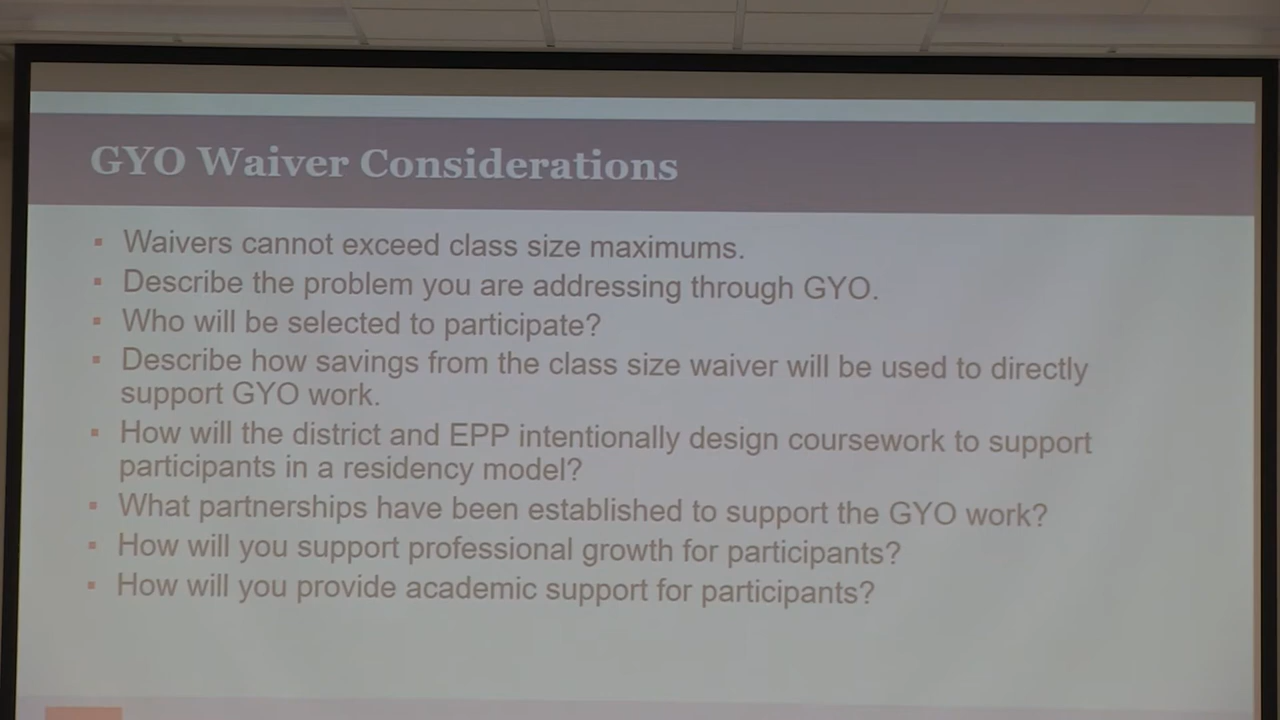 GYO Waiver Considerations
▪ Waivers cannot exceed class size maximums.
▪ Describe the problem you are addressing through GYO.
▪ Who will be selected to participate?
▪ Describe how savings from the class size waiver will be used to directly
support GYO work.
▪ How will the district and EPP intentionally design coursework to support
participants in a residency model?
▪ What partnerships have been established to support the GYO work?
▪ How will you support professional growth for participants?
▪ How will you provide academic support for participants?